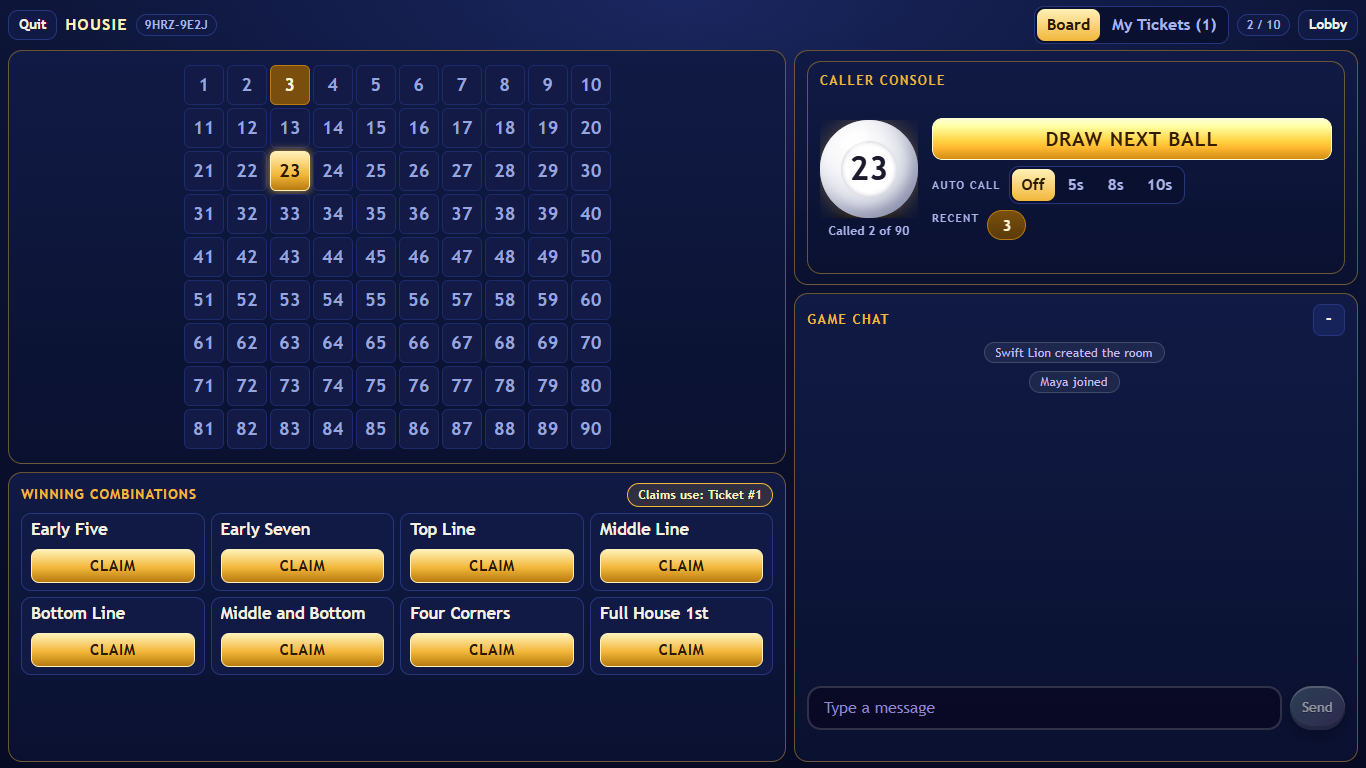 Quit HOUSIE 9HRZ-9E2J Board My Tickets (1) 2 / 10 Lobby
1 2 3 4 5 6 7 8 9 10
11 12 13 14 15 16 17 18 19 20
21 22 23 24 25 26 27 28 29 30
31 32 33 34 35 36 37 38 39 40
41 42 43 44 45 46 47 48 49 50
51 52 53 54 55 56 57 58 59 60
61 62 63 64 65 66 67 68 69 70
71 72 73 74 75 76 77 78 79 80
81 82 83 84 85 86 87 88 89 90
WINNING COMBINATIONS Claims use: Ticket #1
Early Five Early Seven Top Line Middle Line
CLAIM CLAIM CLAIM CLAIM
Bottom Line Middle and Bottom Four Corners Full House 1st
CLAIM CLAIM CLAIM CLAIM
CALLER CONSOLE
23
Called 2 of 90
DRAW NEXT BALL
AUTO CALL Off 5s 8s 10s
RECENT 3
GAME CHAT -
Swift Lion created the room
Maya joined
Type a message Send